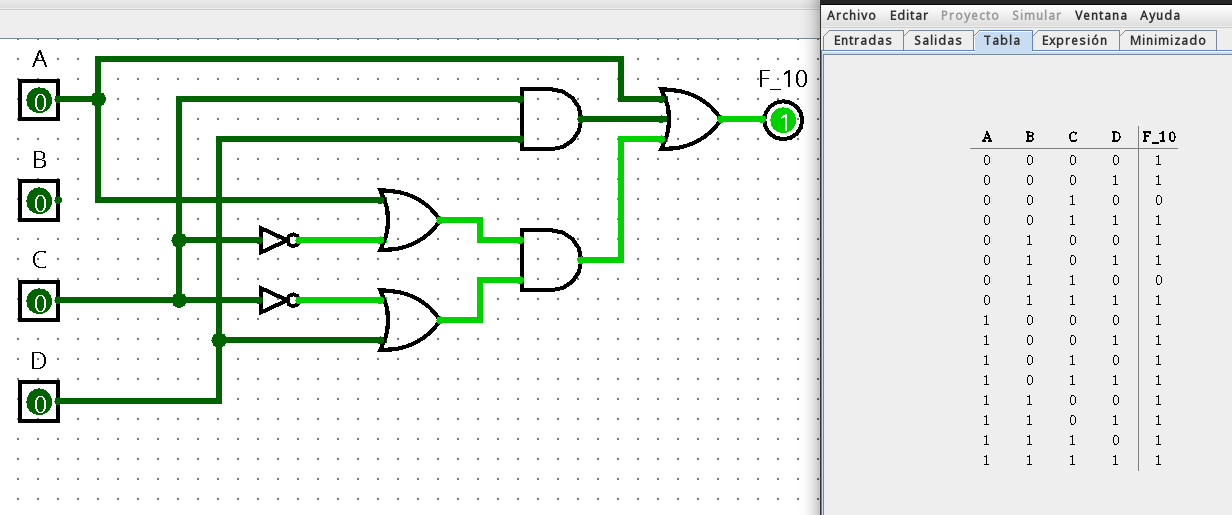 Archivo Editar Proyecto Simular Ventana Ayuda
Entradas Salidas Tabla Expresión Minimizado
A
0
B
0
C
0
D
0
F_10
1
A B C D F_10
0 0 0 0 1
0 0 0 1 1
0 0 1 0 0
0 0 1 1 1
0 1 0 0 1
0 1 0 1 1
0 1 1 0 0
0 1 1 1 1
1 0 0 0 1
1 0 0 1 1
1 0 1 0 1
1 0 1 1 1
1 1 0 0 1
1 1 0 1 1
1 1 1 0 1
1 1 1 1 1